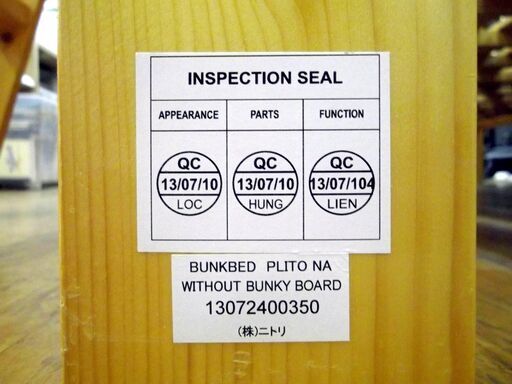 INSPECTION SEAL
APPEARANCE PARTS FUNCTION
QC QC QC
13/07/10 13/07/10 13/07/104
LOC HUNG LIEN
BUNKBED PLITO NA
WITHOUT BUNKY BOARD
13072400350
(株)ニトリ